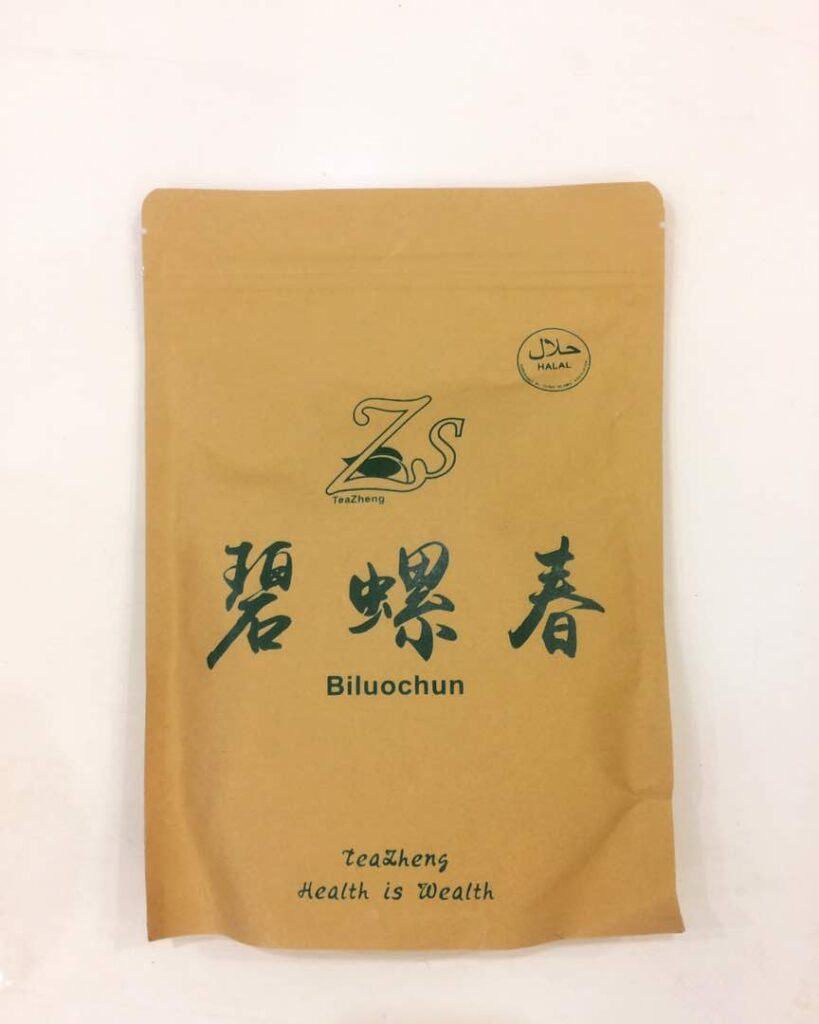 حلال
HALAL
Zs
TeaZheng
碧螺春
Biluochun
TeaZheng
Health is Wealth